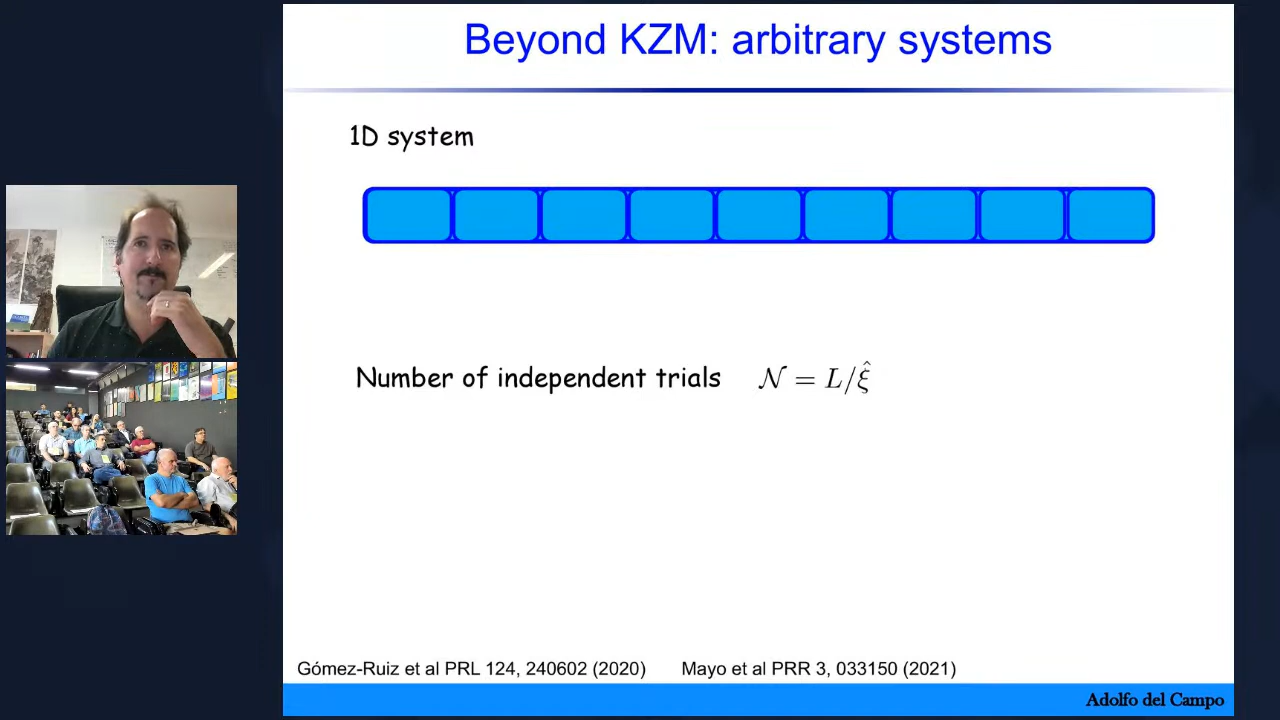 Beyond KZM: arbitrary systems
1D system
Number of independent trials 𝒩 = L/ξ̂
Gómez-Ruiz et al PRL 124, 240602 (2020) Mayo et al PRR 3, 033150 (2021)
Adolfo del Campo